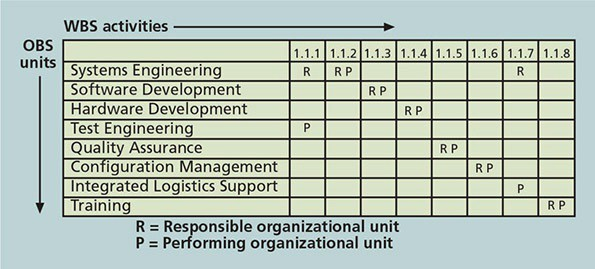 WBS activities
OBS
units
1.1.1 1.1.2 1.1.3 1.1.4 1.1.5 1.1.6 1.1.7 1.1.8
Systems Engineering R R P R
Software Development R P
Hardware Development R P
Test Engineering P
Quality Assurance R P
Configuration Management R P
Integrated Logistics Support P
Training R P
R = Responsible organizational unit
P = Performing organizational unit